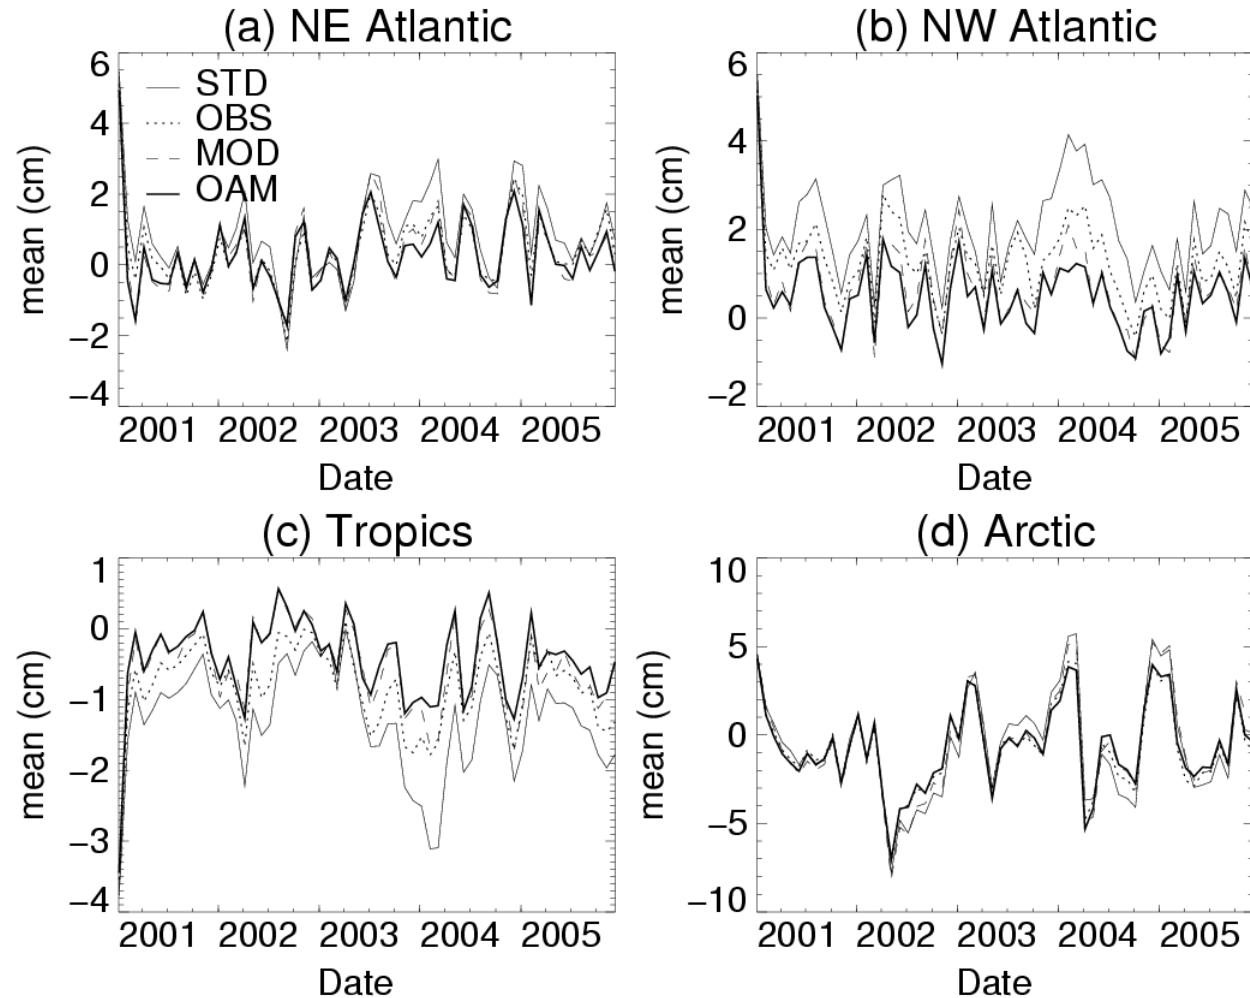 (a) NE Atlantic
6
4
2
0
−2
−4
mean (cm)
STD
OBS
MOD
OAM
2001 2002 2003 2004 2005
Date
(b) NW Atlantic
6
4
2
0
−2
mean (cm)
2001 2002 2003 2004 2005
Date
(c) Tropics
1
0
−1
−2
−3
−4
mean (cm)
2001 2002 2003 2004 2005
Date
(d) Arctic
10
5
0
−5
−10
mean (cm)
2001 2002 2003 2004 2005
Date